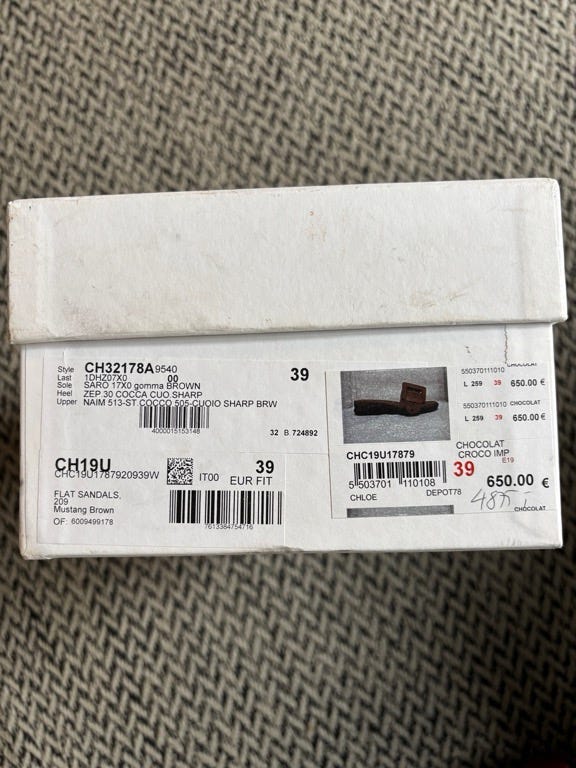 Style CH32178A9540
Last 1DHZ07X0 00 39
Sole SARO 17X0 gomma BROWN
Heel ZEP.30 COCCA CUO.SHARP
Upper NAIM 513-ST.COCCO 505-CUOIO SHARP BRW
4000015153148
32 B. 724892
CH19U
CHC19U1787920939W
IT00
39
EUR FIT
FLAT SANDALS,
209
Mustang Brown
OF: 6009499178
7613384754716
550370111010 CHOCOLAT
L 259 39 650.00 €
550370111010 CHOCOLAT
L 259 39 650.00 €
CHC19U17879
CHOCOLAT
CROCO IMP
E19
39
650.00 €
5 503701 110108
CHLOE DEPOT78
CHOCOLAT